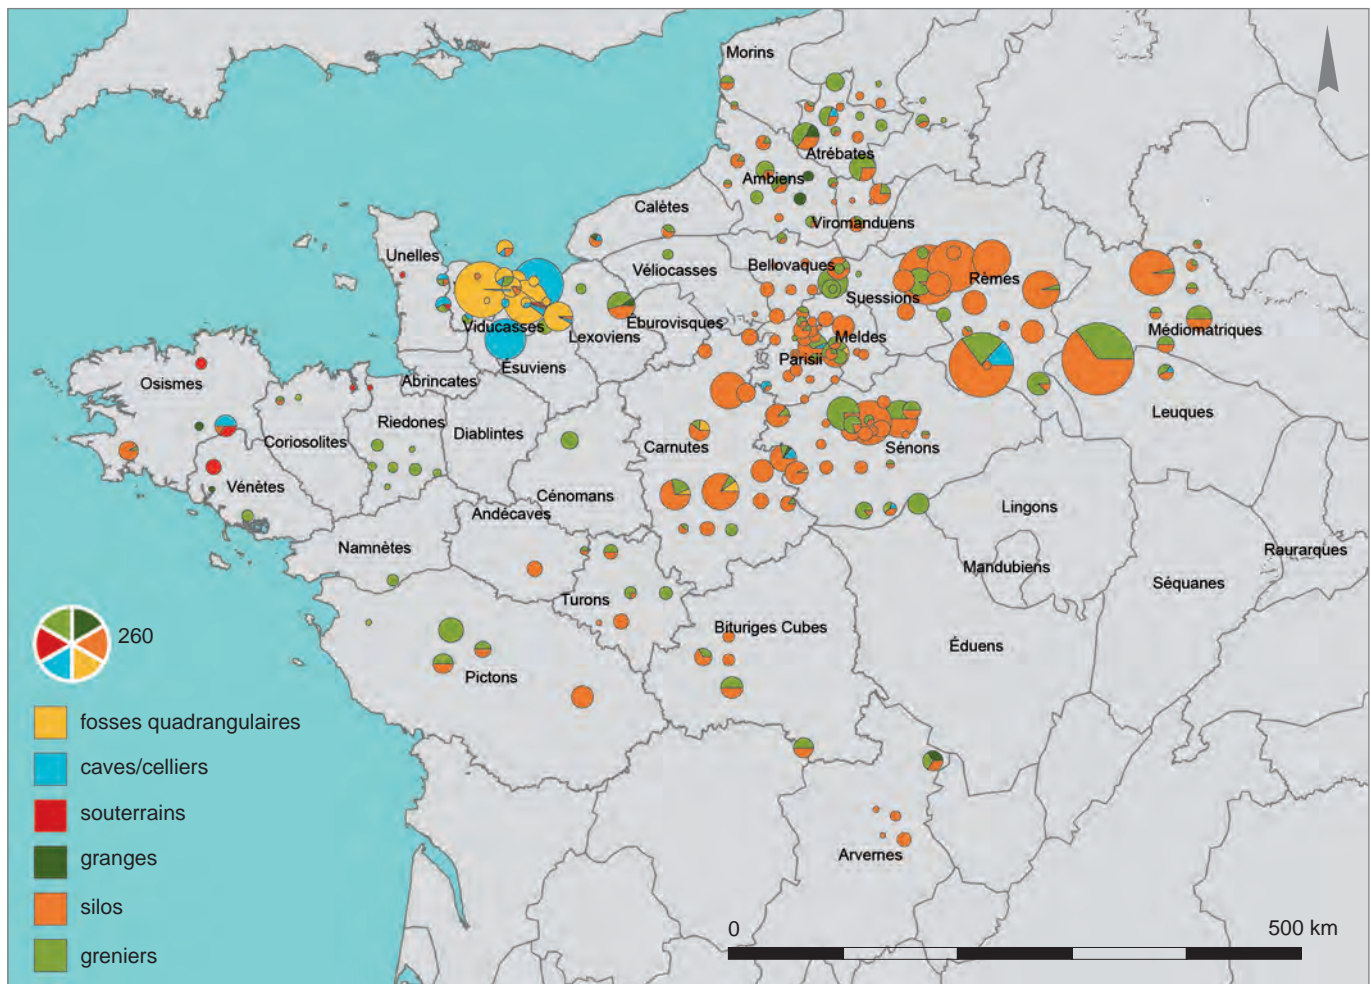 Morins
Atrébates
Ambiens
Calètes
Viromanduens
Unelles
Véliocasses
Bellovaques
Suessions
Rèmes
Viducasses
Lexoviens
Éburovisques
Meldes
Médiomatriques
Parisii
Ésuviens
Osismes
Abrincates
Leuques
Coriosolites
Riedones
Diablintes
Carnutes
Sénons
Vénètes
Cénomans
Lingons
Andécaves
Namnètes
Raurarques
Mandubiens
Séquanes
Turons
Bituriges Cubes
Éduens
Pictons
Arvernes
260
fosses quadrangulaires
caves/celliers
souterrains
granges
silos
greniers
0
500 km